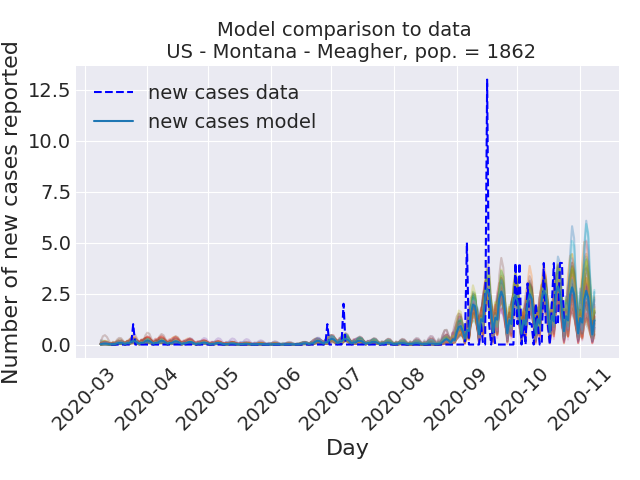 Model comparison to data
US - Montana - Meagher, pop. = 1862
Number of new cases reported
12.5
10.0
7.5
5.0
2.5
0.0
new cases data
new cases model
2020-03
2020-04
2020-05
2020-06
2020-07
2020-08
2020-09
2020-10
2020-11
Day